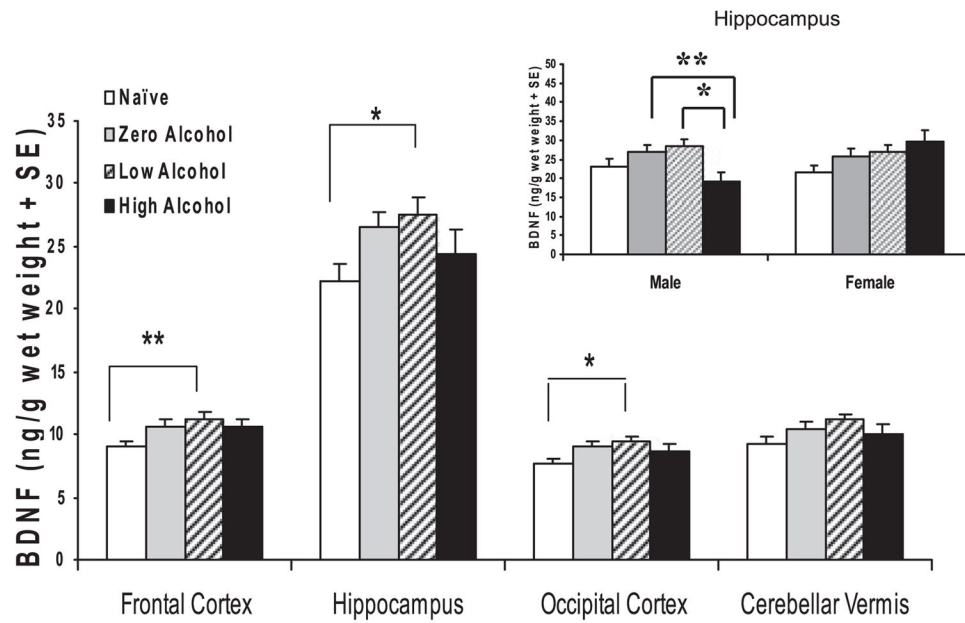 Hippocampus
BDNF (ng/g wet weight + SE)
50
45
40
35
30
25
20
15
10
5
0
**
*
Male
Female
Naïve
Zero Alcohol
Low Alcohol
High Alcohol
BDNF (ng/g wet weight + SE)
35
30
25
20
15
10
5
0
**
*
*
Frontal Cortex
Hippocampus
Occipital Cortex
Cerebellar Vermis